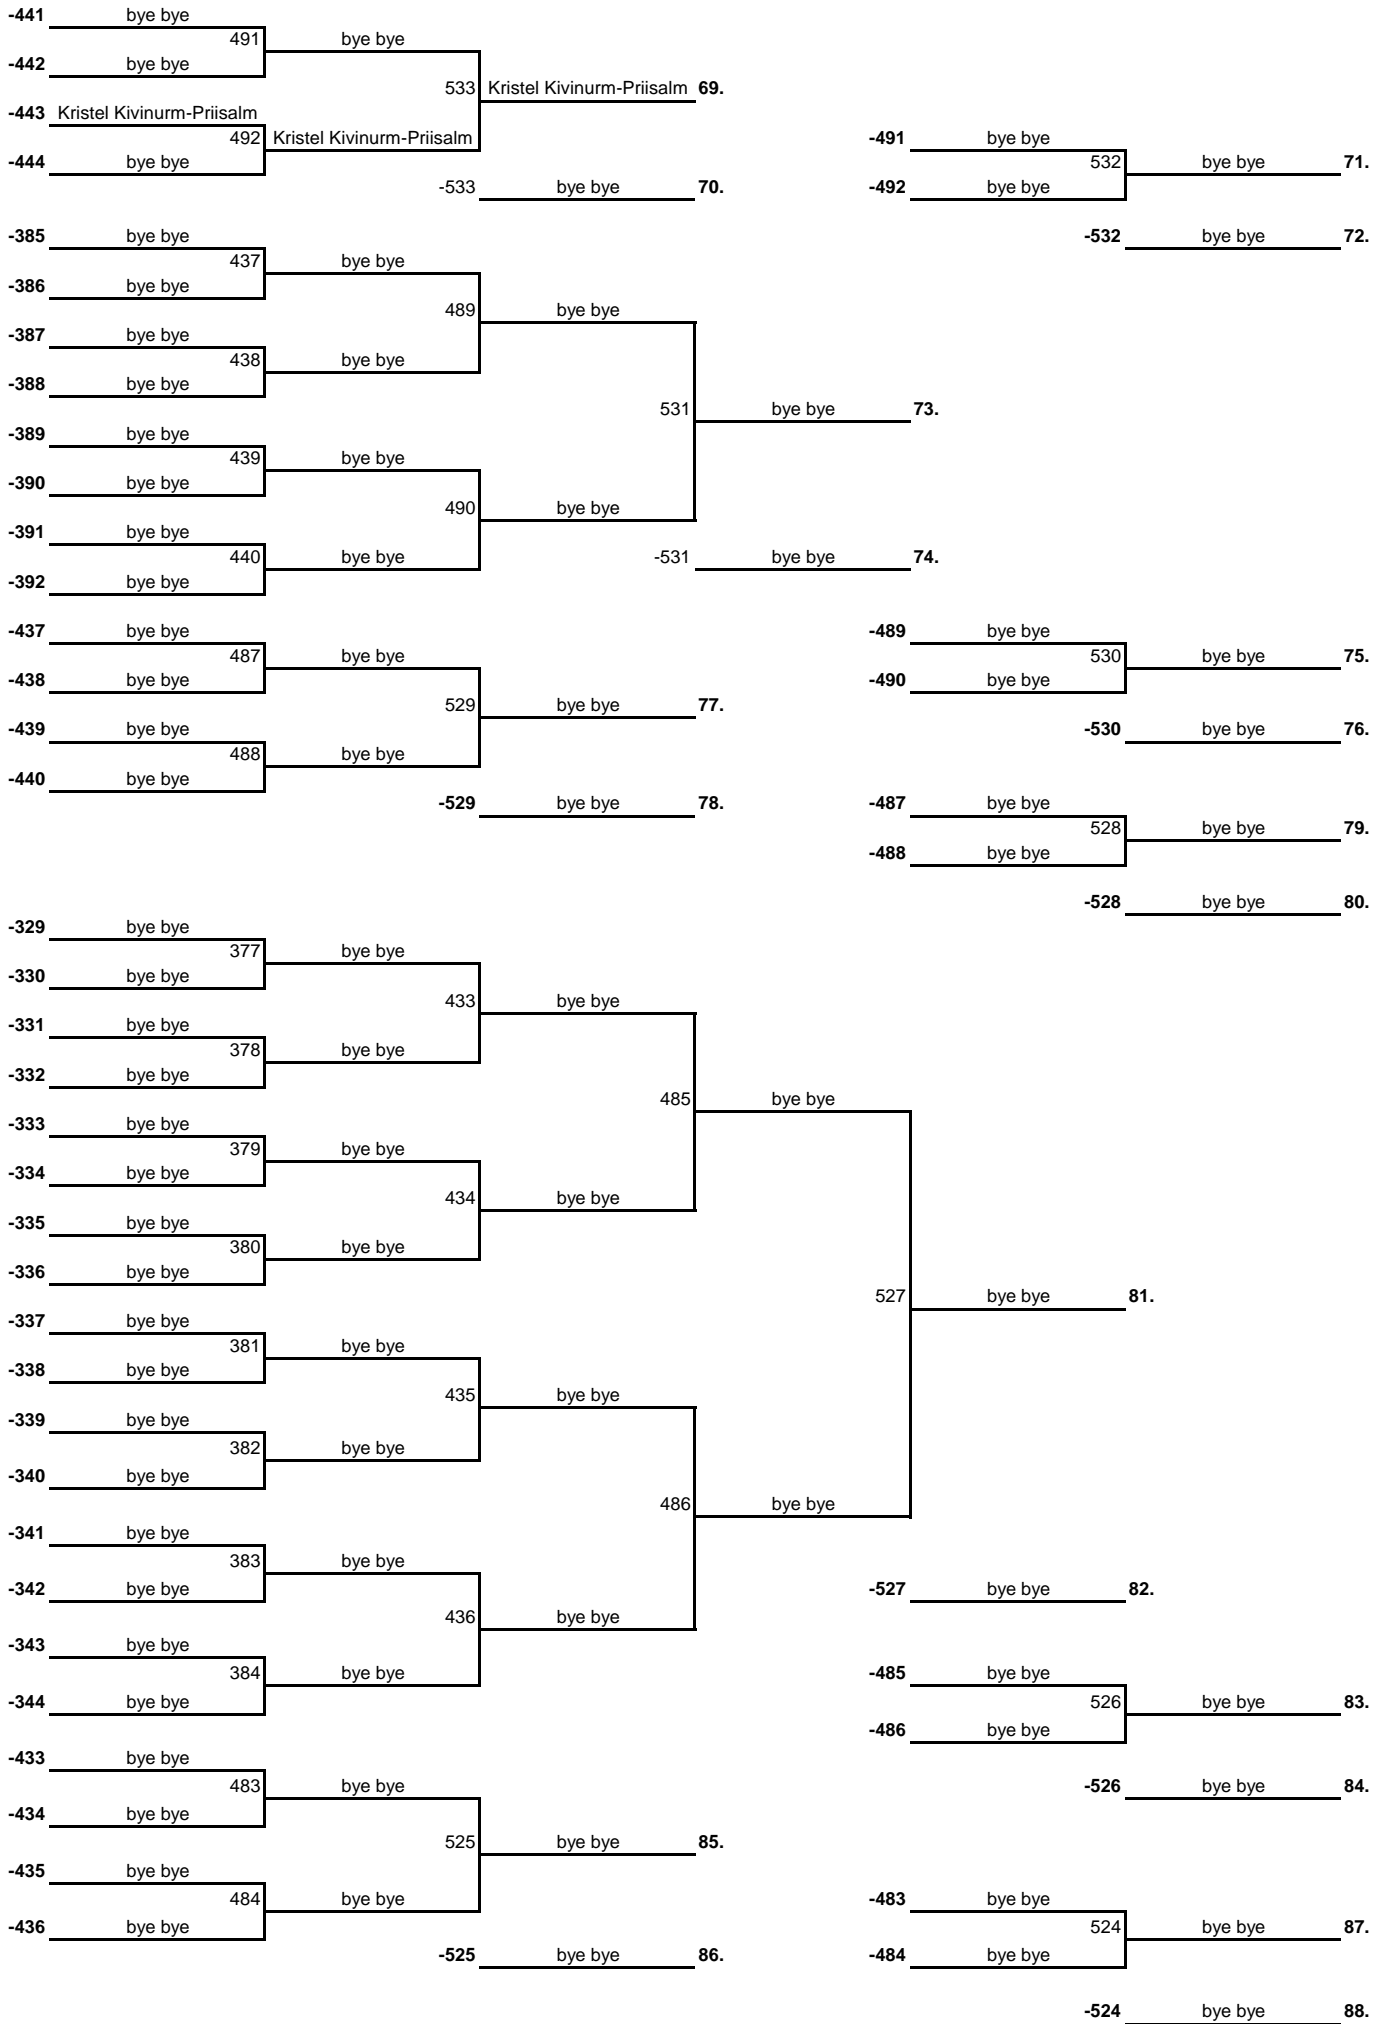 -441 bye bye
491 bye bye
-442 bye bye
533 Kristel Kivinurm-Priisalm 69.
-443 Kristel Kivinurm-Priisalm
492 Kristel Kivinurm-Priisalm -491 bye bye
-444 bye bye 532 bye bye 71.
-533 bye bye 70. -492 bye bye
-385 bye bye -532 bye bye 72.
437 bye bye
-386 bye bye
489 bye bye
-387 bye bye
438 bye bye
-388 bye bye
531 bye bye 73.
-389 bye bye
439 bye bye
-390 bye bye
490 bye bye
-391 bye bye
440 bye bye -531 bye bye 74.
-392 bye bye
-437 bye bye -489 bye bye
487 bye bye 530 bye bye 75.
-438 bye bye -490 bye bye
529 bye bye 77.
-439 bye bye -530 bye bye 76.
488 bye bye
-440 bye bye
-529 bye bye 78. -487 bye bye
528 bye bye 79.
-488 bye bye
-528 bye bye 80.
-329 bye bye
377 bye bye
-330 bye bye
433 bye bye
-331 bye bye
378 bye bye
-332 bye bye
485 bye bye
-333 bye bye
379 bye bye
-334 bye bye
434 bye bye
-335 bye bye
380 bye bye
-336 bye bye
527 bye bye 81.
-337 bye bye
381 bye bye
-338 bye bye
435 bye bye
-339 bye bye
382 bye bye
-340 bye bye
486 bye bye
-341 bye bye
383 bye bye
-342 bye bye -527 bye bye 82.
436 bye bye
-343 bye bye
384 bye bye -485 bye bye
-344 bye bye 526 bye bye 83.
-486 bye bye
-433 bye bye
483 bye bye -526 bye bye 84.
-434 bye bye
525 bye bye 85.
-435 bye bye
484 bye bye -483 bye bye
-436 bye bye 524 bye bye 87.
-525 bye bye 86. -484 bye bye
-524 bye bye 88.